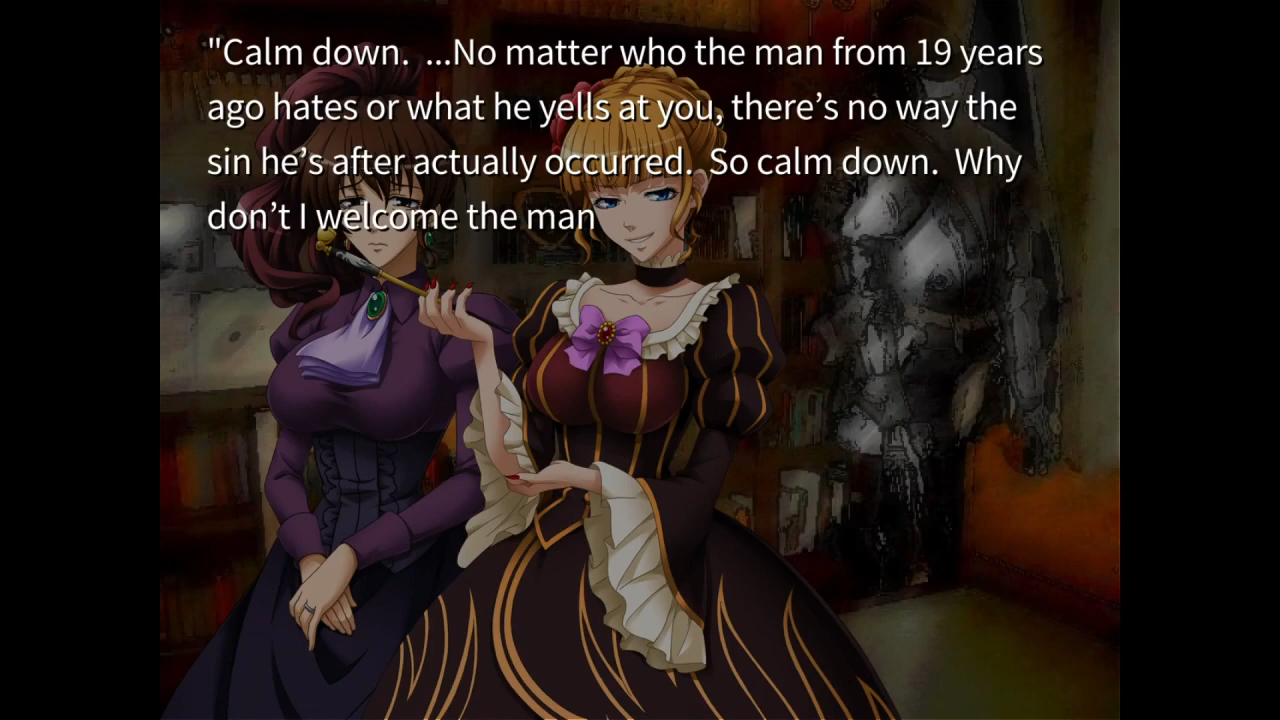 "Calm down.  ...No matter who the man from 19 years
ago hates or what he yells at you, there’s no way the
sin he’s after actually occurred.  So calm down.  Why
don’t I welcome the man